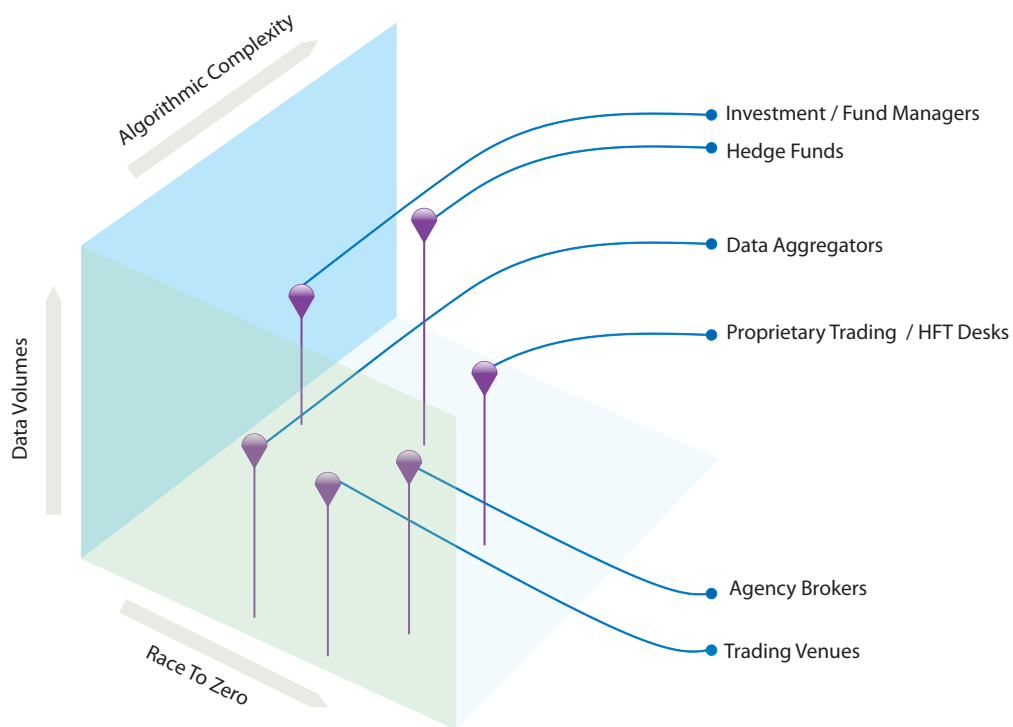 Algorithmic Complexity
Investment / Fund Managers
Hedge Funds
Data Aggregators
Proprietary Trading / HFT Desks
Data Volumes
Agency Brokers
Trading Venues
Race To Zero